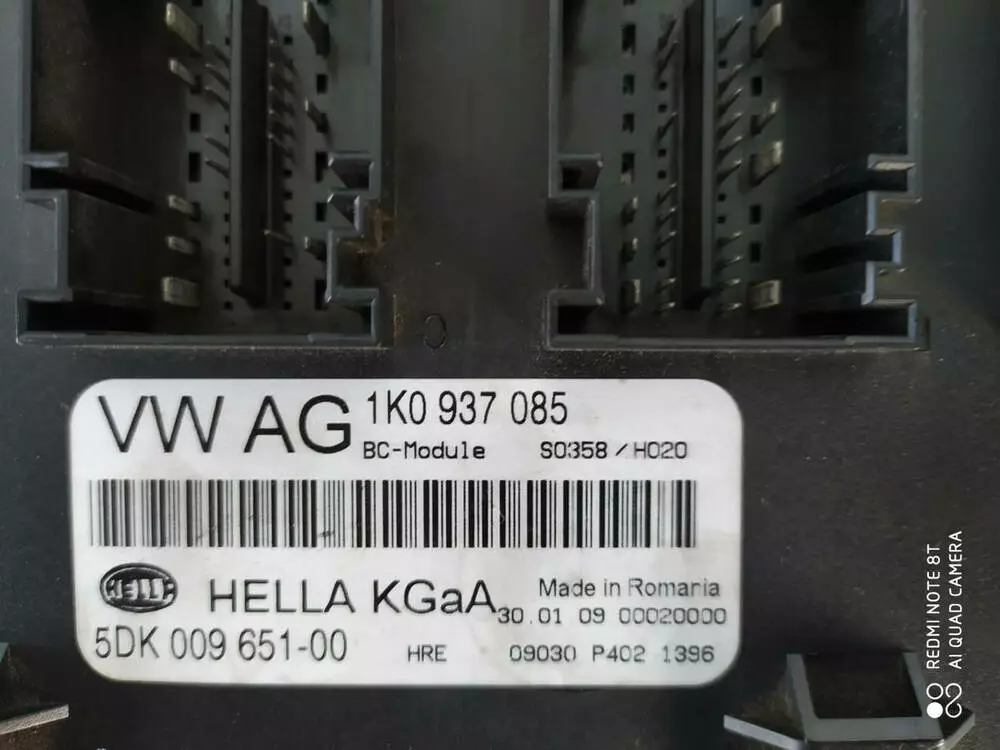 VW AG 1K0 937 085
BC-Module S0358/H020
HELLA HELLA KGaA Made in Romania
30.01 09 00020000
5DK 009 651-00 HRE 09030 P402 1396
REDMI NOTE 8T
AI QUAD CAMERA